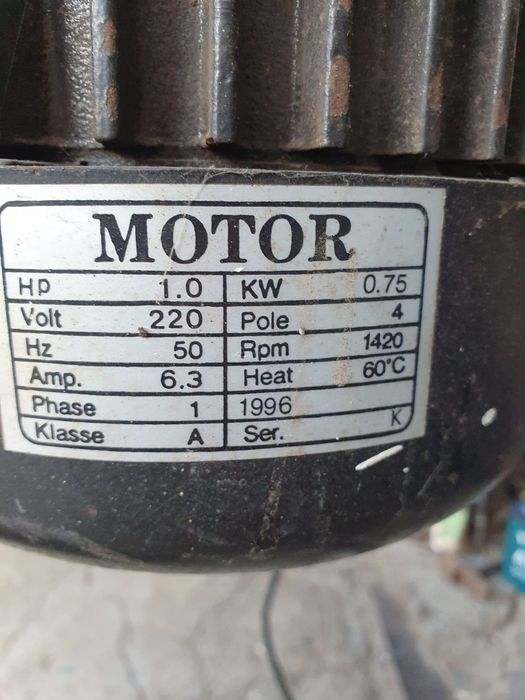 MOTOR
HP 1.0 KW 0.75
Volt 220 Pole 4
Hz 50 Rpm 1420
Amp. 6.3 Heat 60°C
Phase 1 1996
Klasse A Ser. K